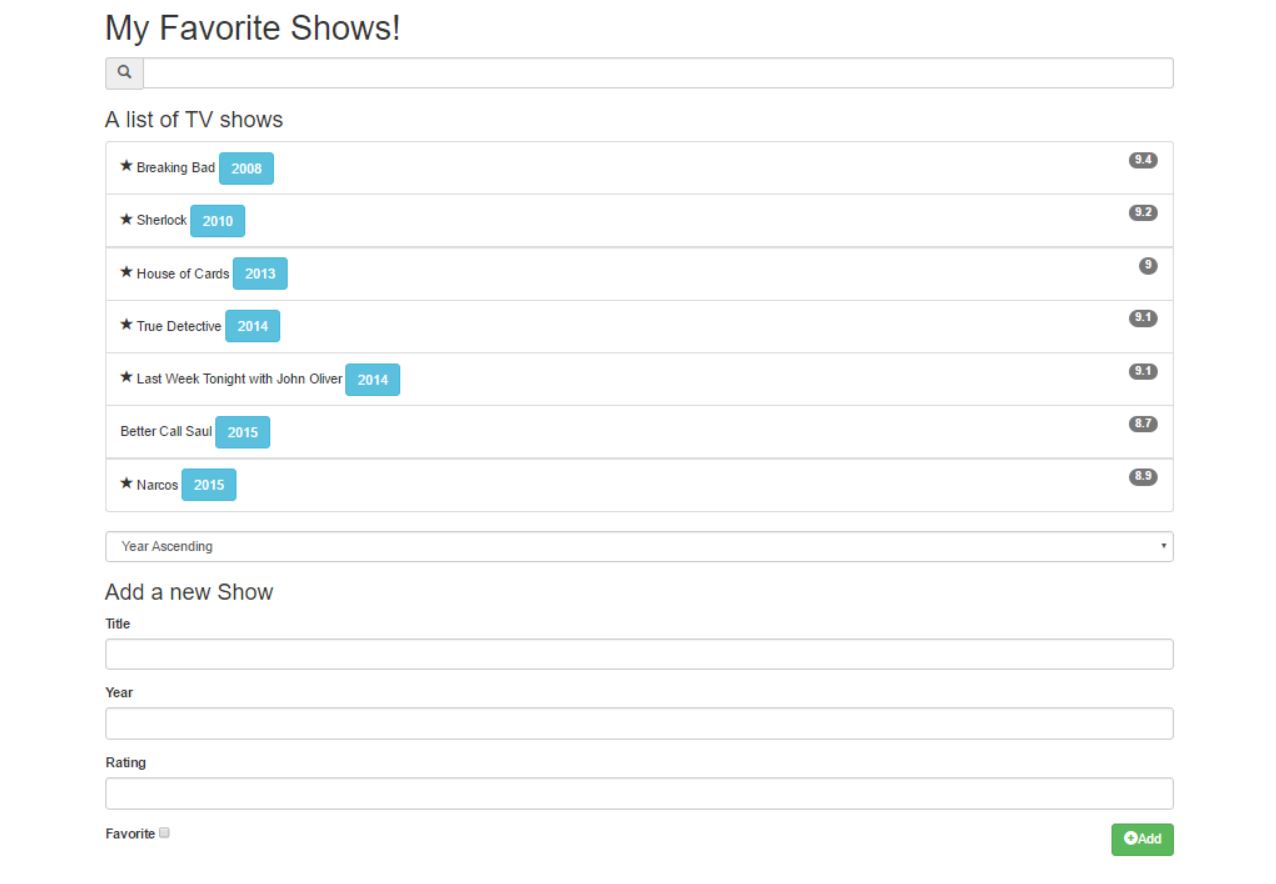 My Favorite Shows!
A list of TV shows
★ Breaking Bad 2008 9.4
★ Sherlock 2010 9.2
★ House of Cards 2013 9
★ True Detective 2014 9.1
★ Last Week Tonight with John Oliver 2014 9.1
Better Call Saul 2015 8.7
★ Narcos 2015 8.9
Year Ascending
Add a new Show
Title
Year
Rating
Favorite
Add